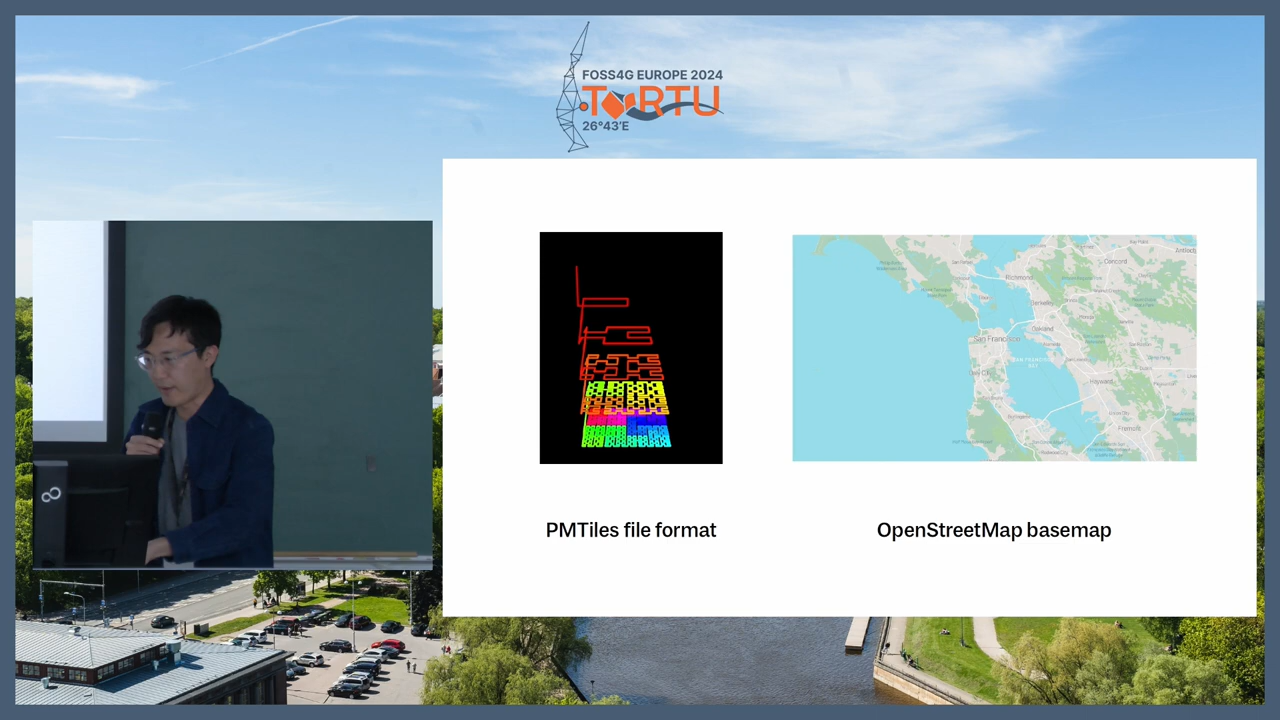 FOSS4G EUROPE 2024
TARTU
26°43'E
PMTiles file format
OpenStreetMap basemap
Richmond
Concord
Berkeley
Oakland
San Francisco
Daly City
Hayward
Fremont